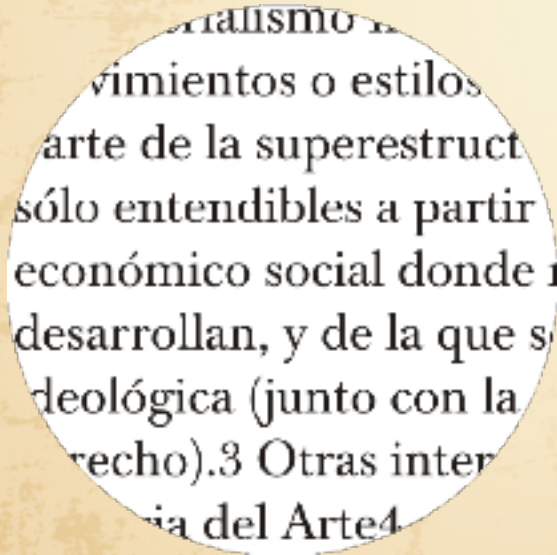 vimientos o estilos
arte de la superestruct
sólo entendibles a partir
económico social donde
desarrollan, y de la que s
deológica (junto con la
recho).3 Otras inter
ia del Arte4